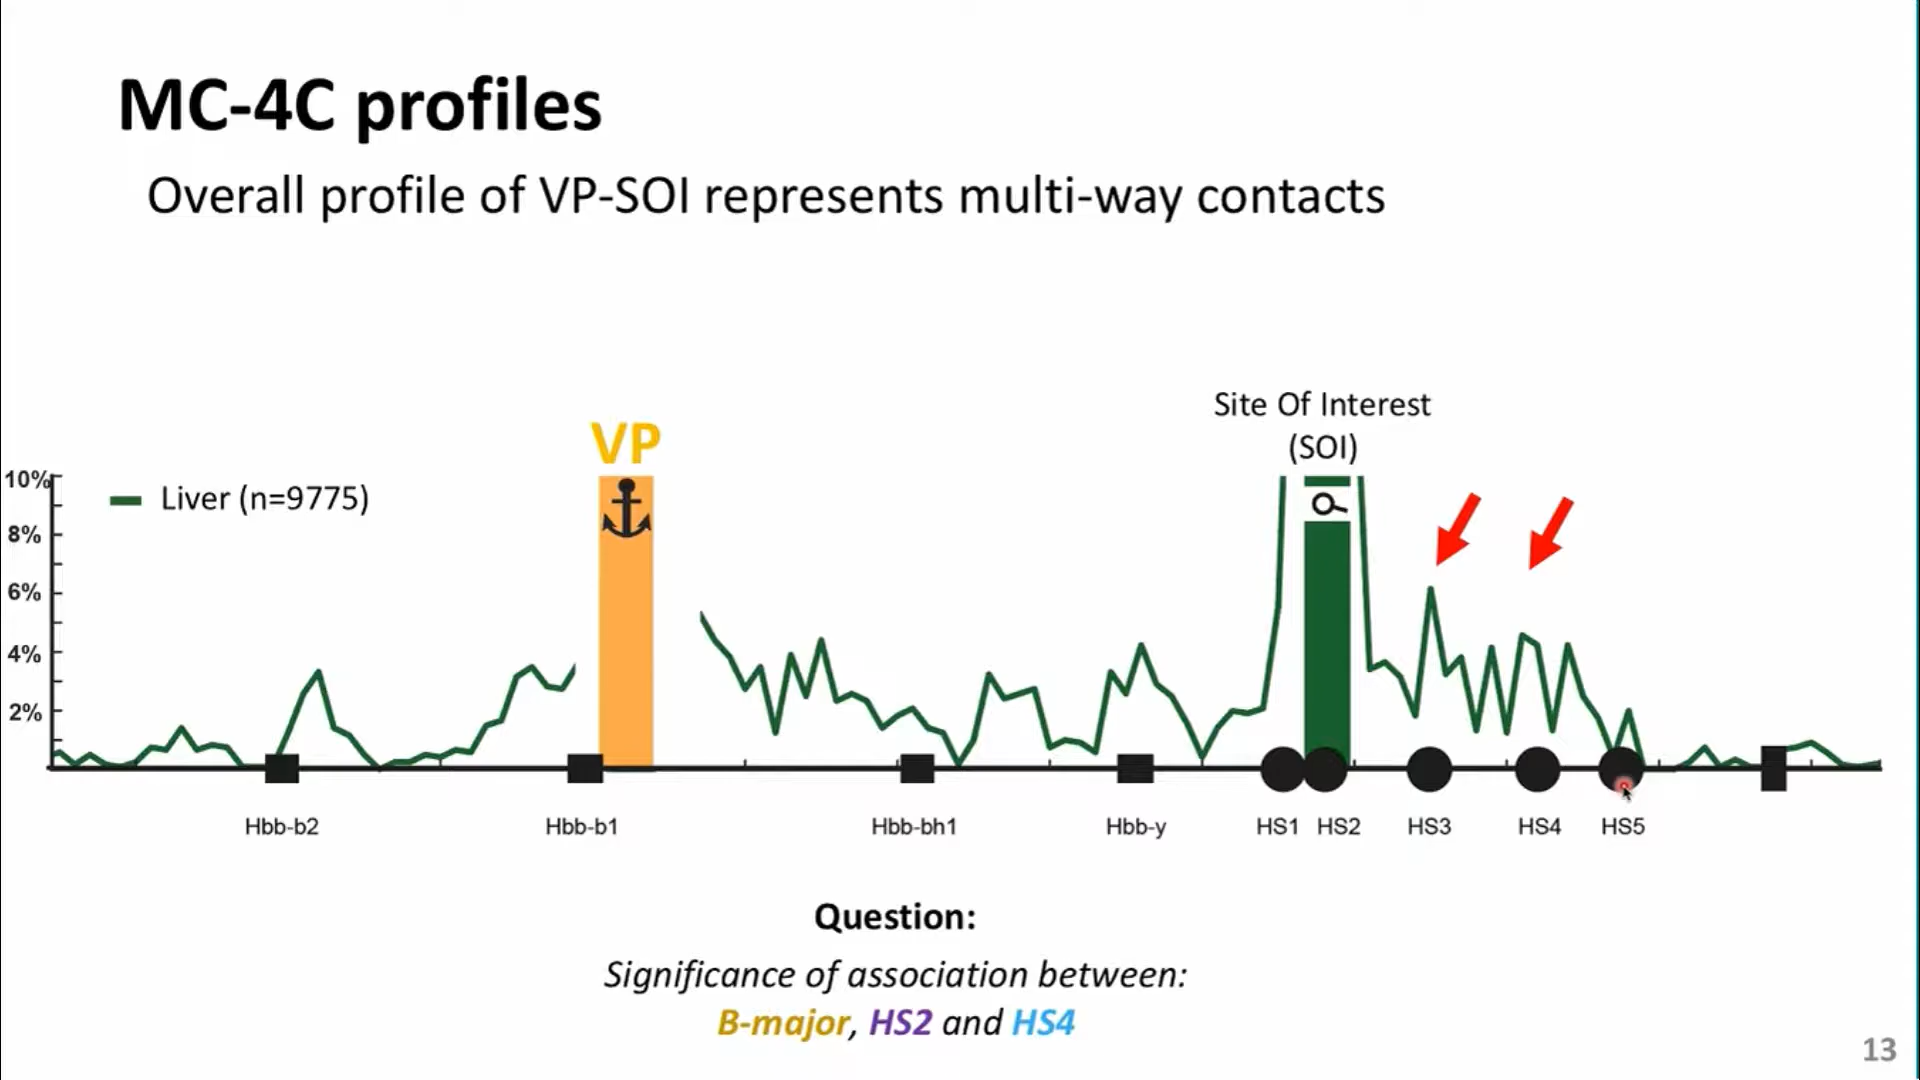 MC-4C profiles
Overall profile of VP-SOI represents multi-way contacts
Site Of Interest
(SOI)
VP
10%
8%
6%
4%
2%
Liver (n=9775)
Hbb-b2 Hbb-b1 Hbb-bh1 Hbb-y HS1 HS2 HS3 HS4 HS5
Question:
Significance of association between:
B-major, HS2 and HS4
13